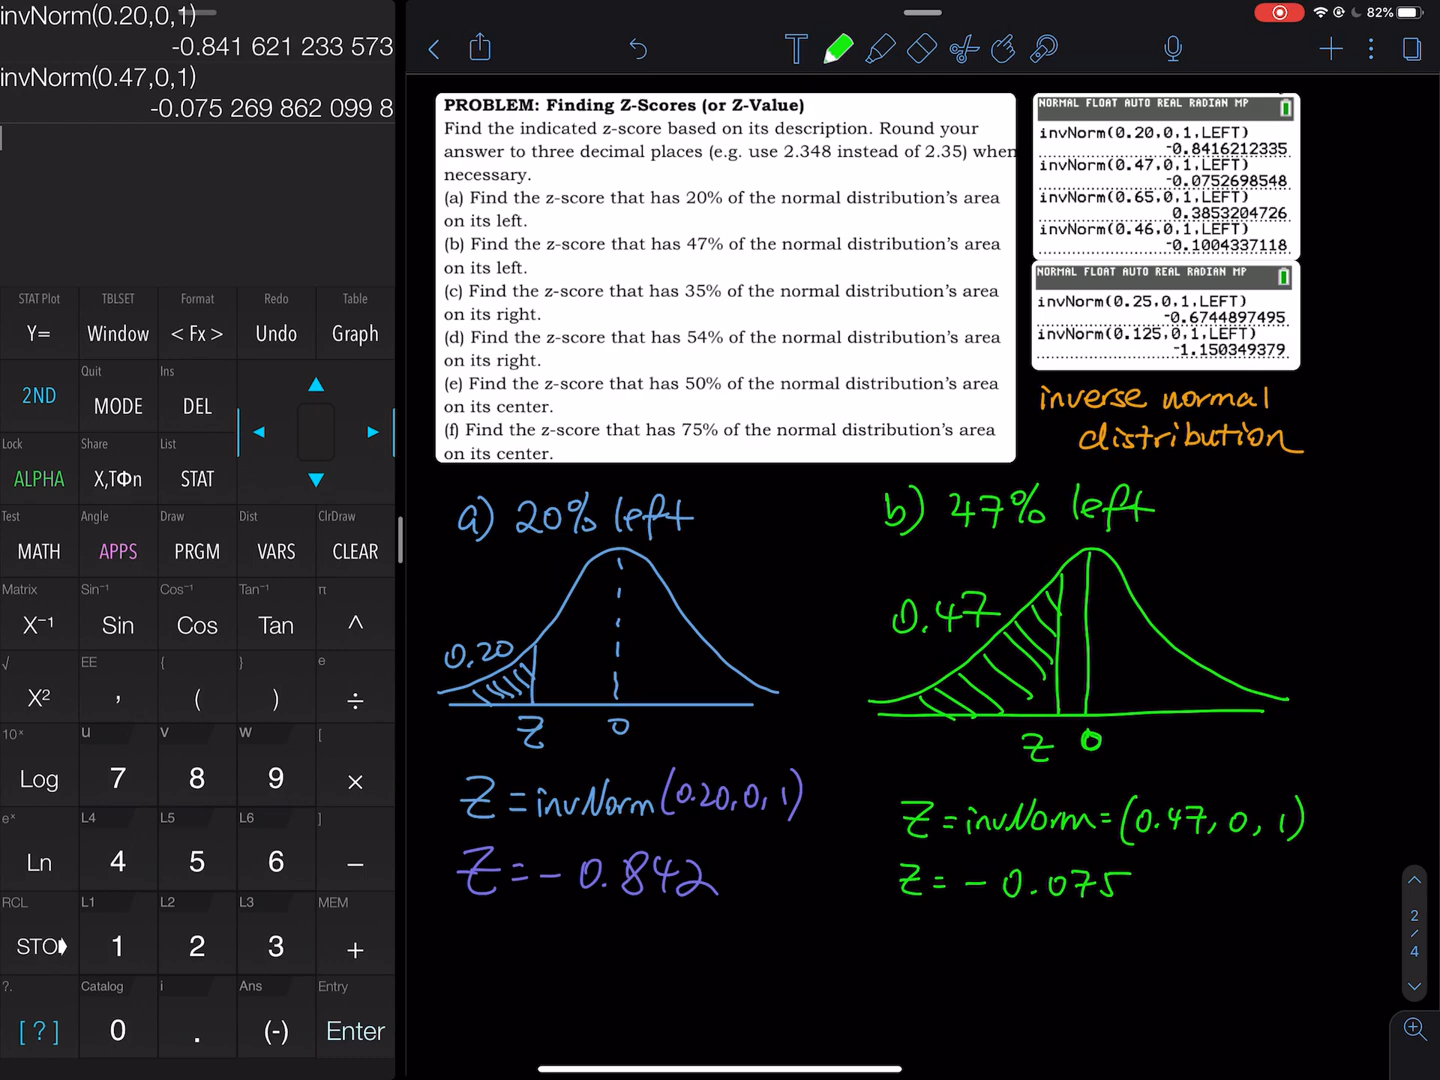 invNorm(0.20,0,1)
-0.841 621 233 573
invNorm(0.47,0,1)
-0.075 269 862 099 8
STAT Plot TBLSET Format Redo Table
Y= Window < Fx > Undo Graph
Quit Ins
2ND MODE DEL
Lock Share List
ALPHA X,TΦn STAT
Test Angle Draw Dist ClrDraw
MATH APPS PRGM VARS CLEAR
Matrix Sin⁻¹ Cos⁻¹ Tan⁻¹ π
X⁻¹ Sin Cos Tan ^
√ EE { } e
X² , ( ) ÷
10ˣ u v w [
Log 7 8 9 ×
eˣ L4 L5 L6 ]
Ln 4 5 6 −
RCL L1 L2 L3 MEM
STO 1 2 3 +
?. Catalog i Ans Entry
[ ? ] 0 . (-) Enter
82%
T
PROBLEM: Finding Z-Scores (or Z-Value)
Find the indicated z-score based on its description. Round your
answer to three decimal places (e.g. use 2.348 instead of 2.35) when
necessary.
(a) Find the z-score that has 20% of the normal distribution's area
on its left.
(b) Find the z-score that has 47% of the normal distribution's area
on its left.
(c) Find the z-score that has 35% of the normal distribution's area
on its right.
(d) Find the z-score that has 54% of the normal distribution's area
on its right.
(e) Find the z-score that has 50% of the normal distribution's area
on its center.
(f) Find the z-score that has 75% of the normal distribution's area
on its center.
NORMAL FLOAT AUTO REAL RADIAN MP
invNorm(0.20,0,1,LEFT)
-0.8416212335
invNorm(0.47,0,1,LEFT)
-0.0752698548
invNorm(0.65,0,1,LEFT)
0.3853204726
invNorm(0.46,0,1,LEFT)
-0.1004337118
NORMAL FLOAT AUTO REAL RADIAN MP
invNorm(0.25,0,1,LEFT)
-0.6744897495
invNorm(0.125,0,1,LEFT)
-1.150349379
inverse normal
distribution
a) 20% left
0.20
Z 0
Z = invNorm(0.20,0,1)
Z = - 0.842
b) 47% left
0.47
Z 0
Z = invNorm = (0.47, 0, 1)
Z = - 0.075
2
/
4